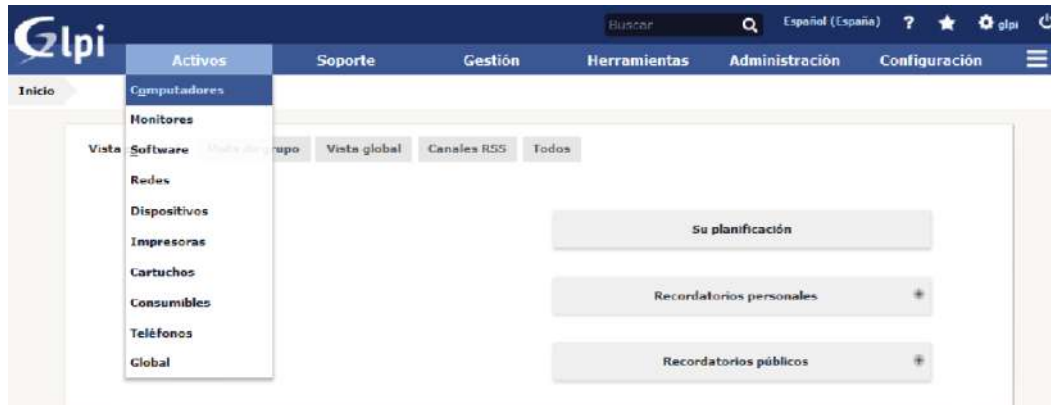 Glpi
Buscar
Español (España)
?
glpi
Activos
Soporte
Gestión
Herramientas
Administración
Configuración
Inicio
Computadores
Monitores
Software
Redes
Dispositivos
Impresoras
Cartuchos
Consumibles
Teléfonos
Global
Vista
grupo
Vista global
Canales RSS
Todos
Su planificación
Recordatorios personales
Recordatorios públicos